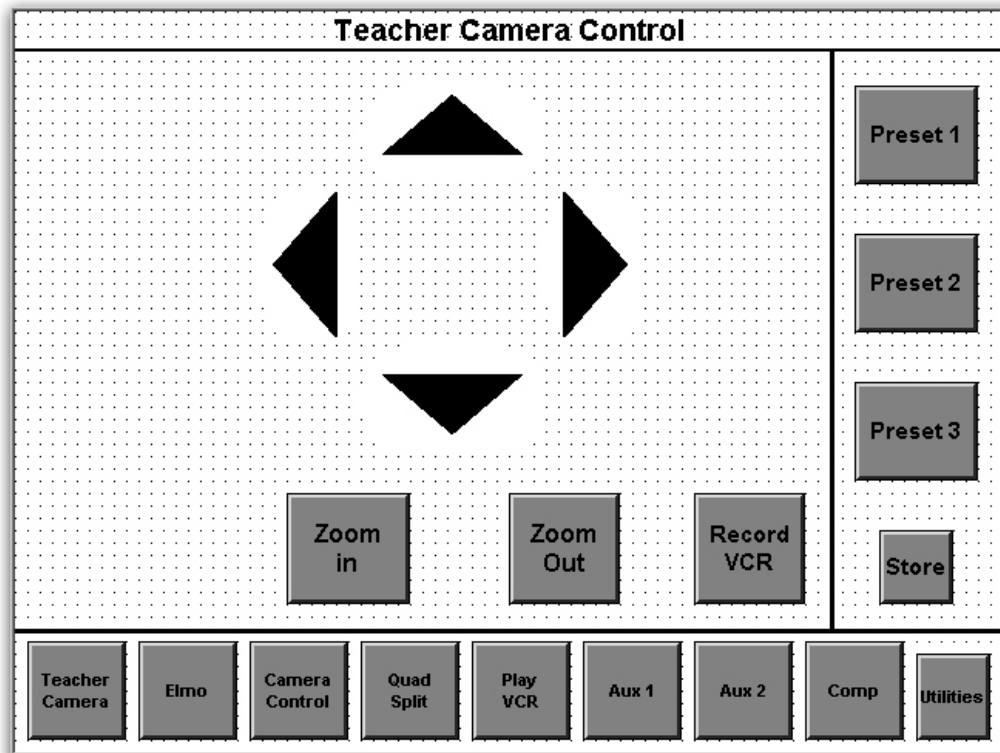 Teacher Camera Control
Preset 1
Preset 2
Preset 3
Zoom
in
Zoom
Out
Record
VCR
Store
Teacher
Camera
Elmo
Camera
Control
Quad
Split
Play
VCR
Aux 1
Aux 2
Comp
Utilities